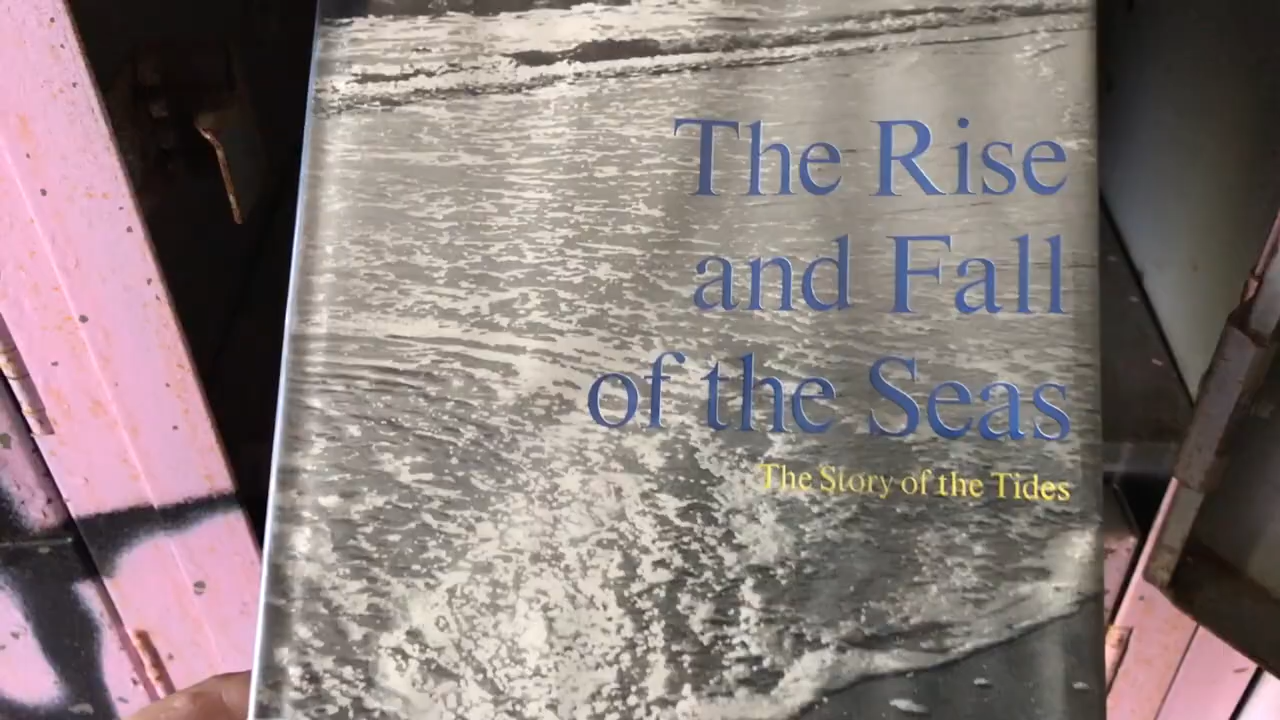 The Rise
and Fall
of the Seas
The Story of the Tides